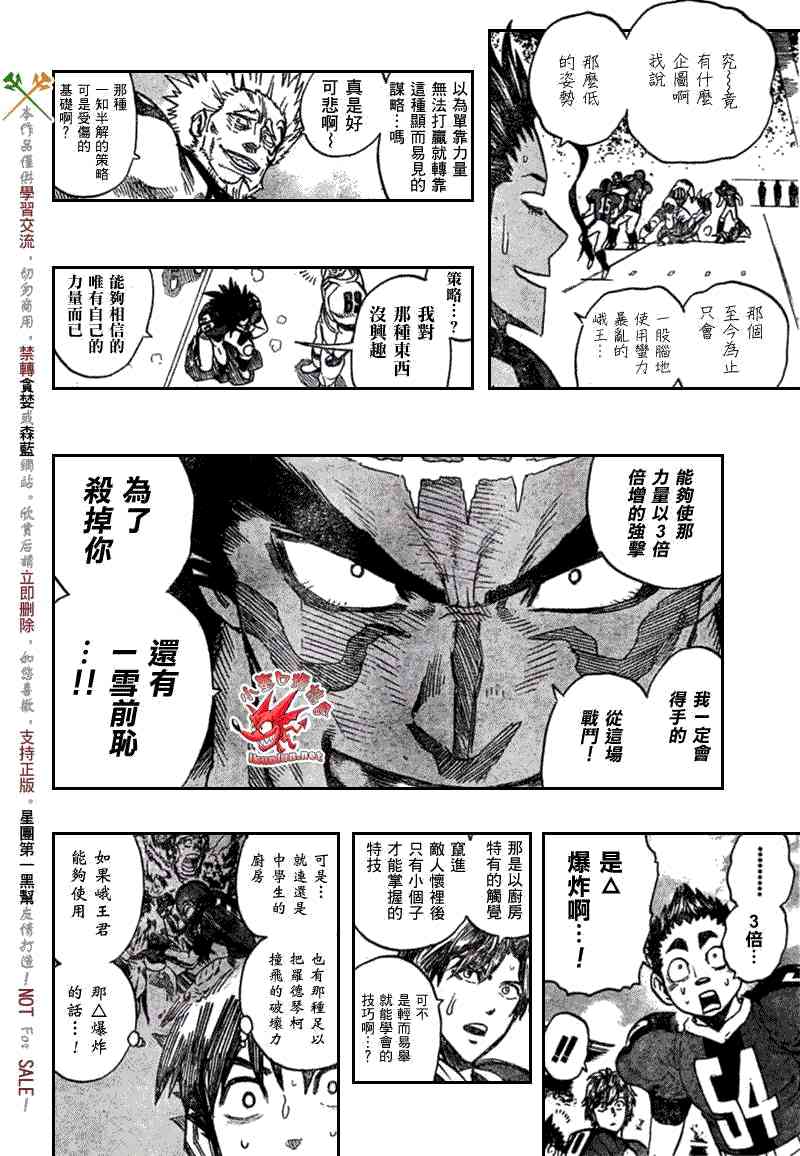 究～竟
有什麼
企圖啊
我說
那麼低
的姿勢
那個
至今為止
只會
一股腦地
使用蠻力
暴亂的
峨王…
以為單靠力量
無法打贏就轉靠
這種顯而易見的
謀略…嗎
真是好
可悲啊～
那種
一知半解的策略
可是受傷的
基礎啊？
策略…？
我對
那種東西
沒興趣
能夠相信的
唯有自己的
力量而已
能夠使那
力量以3倍
倍增的強擊
我一定會
得手的
從這場
戰鬥！
為了
殺掉你
還有
一雪前恥
…!!
………
3倍…
是△
爆炸啊…！
!!
54
那是以廚房
特有的觸覺
竄進
敵人懷裡後
只有小個子
才能掌握的
特技
可不
是輕而易舉
就能學會的
技巧啊…？
可是…
就連還是
中學生的
廚房
也有那種足以
把羅德琴柯
撞飛的破壞力
如果峨王君
能夠使用
那△爆炸
的話…！
本作品僅供學習交流，切勿商用，禁轉貪婪或森藍網站。欣賞后請立即刪除，如您喜歡，支持正版。星團第一黑幫友情打造！NOT For SALE—